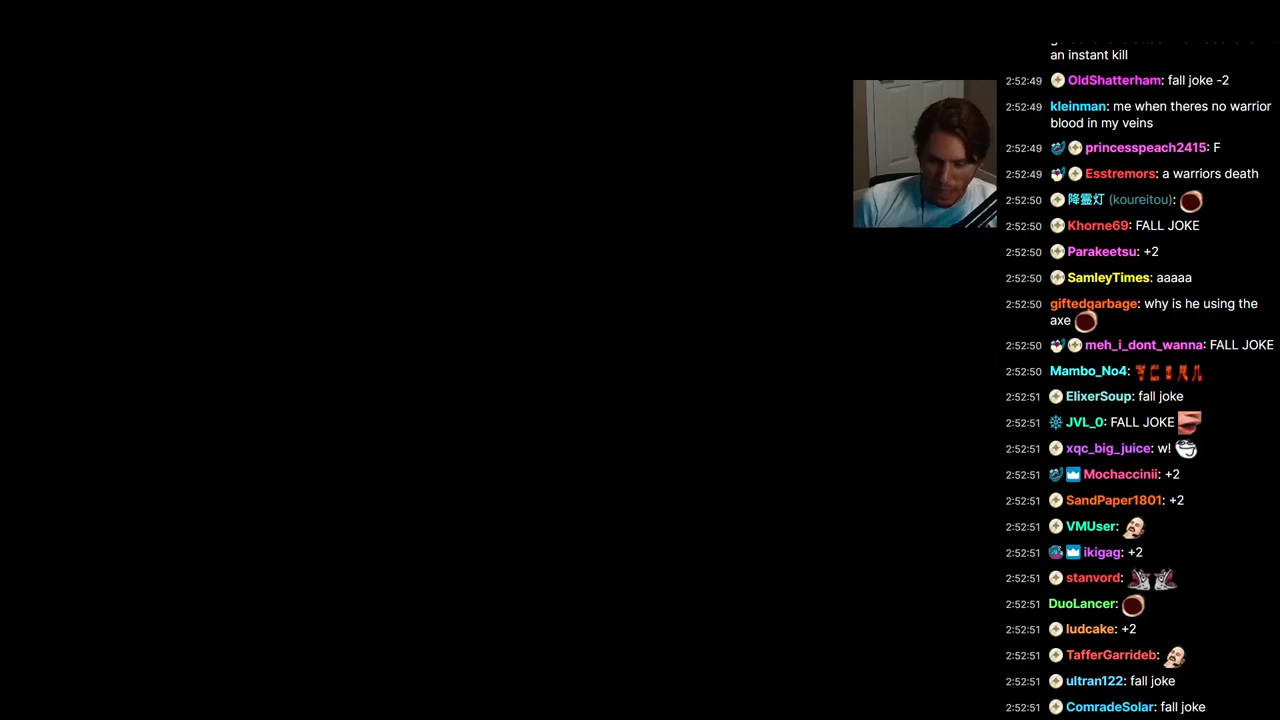 an instant kill
2:52:49 OldShatterham: fall joke -2
2:52:49 kleinman: me when theres no warrior
blood in my veins
2:52:49 princesspeach2415: F
2:52:49 Esstremors: a warriors death
2:52:50 降霊灯 (koureitou):
2:52:50 Khorne69: FALL JOKE
2:52:50 Parakeetsu: +2
2:52:50 SamleyTimes: aaaaa
2:52:50 giftedgarbage: why is he using the
axe
2:52:50 meh_i_dont_wanna: FALL JOKE
2:52:50 Mambo_No4:
2:52:51 ElixerSoup: fall joke
2:52:51 JVL_0: FALL JOKE
2:52:51 xqc_big_juice: w!
2:52:51 Mochaccinii: +2
2:52:51 SandPaper1801: +2
2:52:51 VMUser:
2:52:51 ikigag: +2
2:52:51 stanvord:
2:52:51 DuoLancer:
2:52:51 ludcake: +2
2:52:51 TafferGarrideb:
2:52:51 ultran122: fall joke
2:52:51 ComradeSolar: fall joke